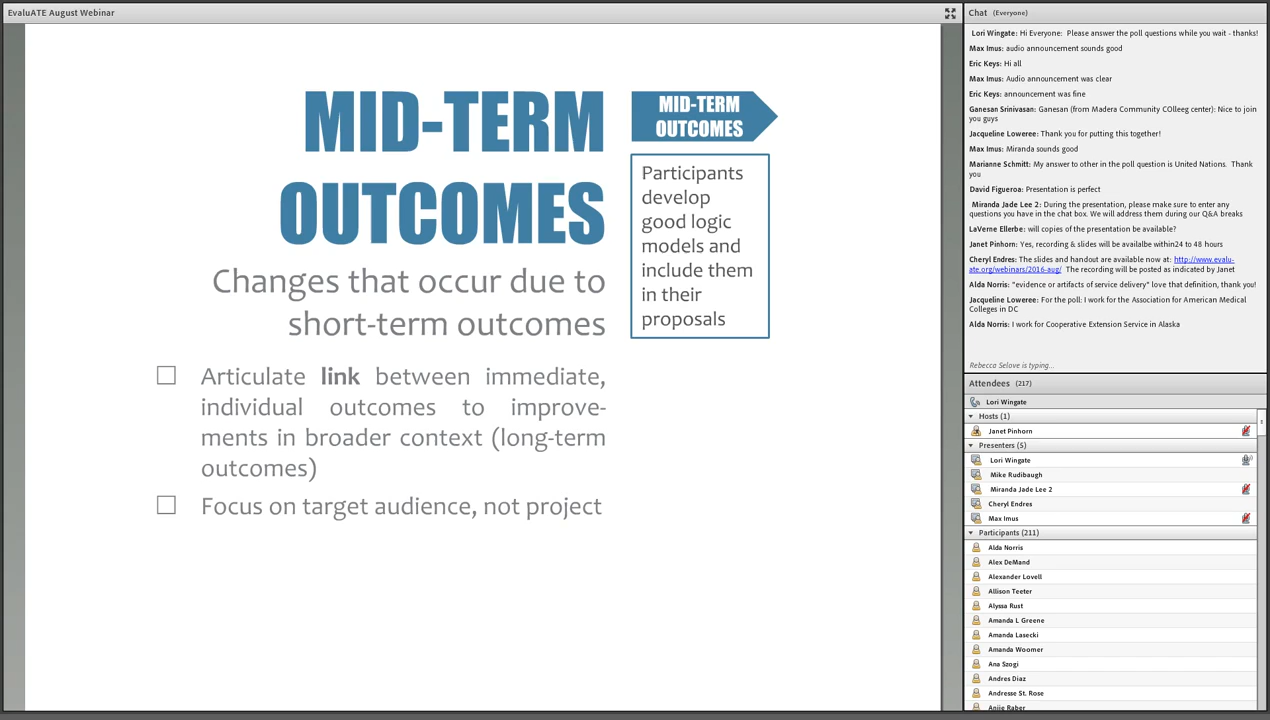 EvaluATE August Webinar
MID-TERM
OUTCOMES
Changes that occur due to
short-term outcomes
☐ Articulate link between immediate,
individual outcomes to improve-
ments in broader context (long-term
outcomes)
☐ Focus on target audience, not project
MID-TERM
OUTCOMES
Participants
develop
good logic
models and
include them
in their
proposals
Chat (Everyone)
Lori Wingate: Hi Everyone: Please answer the poll questions while you wait - thanks!
Max Imus: audio announcement sounds good
Eric Keys: Hi all
Max Imus: Audio announcement was clear
Eric Keys: announcement was fine
Ganesan Srinivasan: Ganesan (from Madera Community COlleeg center): Nice to join
you guys
Jacqueline Loweree: Thank you for putting this together!
Max Imus: Miranda sounds good
Marianne Schmitt: My answer to other in the poll question is United Nations. Thank
you
David Figueroa: Presentation is perfect
Miranda Jade Lee 2: During the presentation, please make sure to enter any
questions you have in the chat box. We will address them during our Q&A breaks
LaVerne Ellerbe: will copies of the presentation be available?
Janet Pinhorn: Yes, recording & slides will be availalbe within24 to 48 hours
Cheryl Endres: The slides and handout are available now at: http://www.evalu-
ate.org/webinars/2016-aug/ The recording will be posted as indicated by Janet
Alda Norris: "evidence or artifacts of service delivery" love that definition, thank you!
Jacqueline Loweree: For the poll: I work for the Association for American Medical
Colleges in DC
Alda Norris: I work for Cooperative Extension Service in Alaska
Rebecca Selove is typing...
Attendees (217)
Lori Wingate
Hosts (1)
Janet Pinhorn
Presenters (5)
Lori Wingate
Mike Rudibaugh
Miranda Jade Lee 2
Cheryl Endres
Max Imus
Participants (211)
Alda Norris
Alex DeMand
Alexander Lovell
Allison Teeter
Alyssa Rust
Amanda L Greene
Amanda Lasecki
Amanda Woomer
Ana Szogi
Andres Diaz
Andresse St. Rose